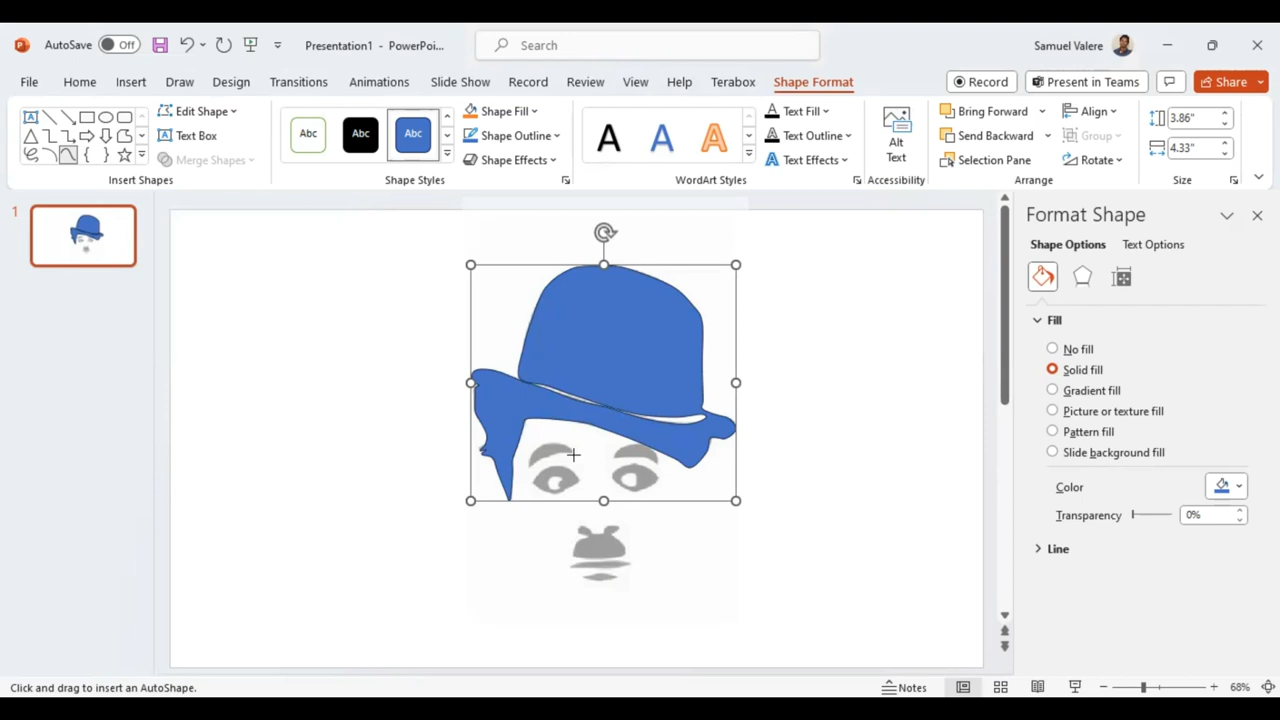 AutoSave Off Presentation1 - PowerPoi... Search Samuel Valere
File Home Insert Draw Design Transitions Animations Slide Show Record Review View Help Terabox Shape Format Record Present in Teams Share
Edit Shape
Text Box
Merge Shapes
Insert Shapes
Abc Abc Abc
Shape Fill
Shape Outline
Shape Effects
Shape Styles
A A A
Text Fill
Text Outline
Text Effects
WordArt Styles
Alt
Text
Accessibility
Bring Forward
Send Backward
Selection Pane
Align
Group
Rotate
Arrange
3.86"
4.33"
Size
1
Format Shape
Shape Options Text Options
Fill
No fill
Solid fill
Gradient fill
Picture or texture fill
Pattern fill
Slide background fill
Color
Transparency 0%
Line
Click and drag to insert an AutoShape. Notes 68%